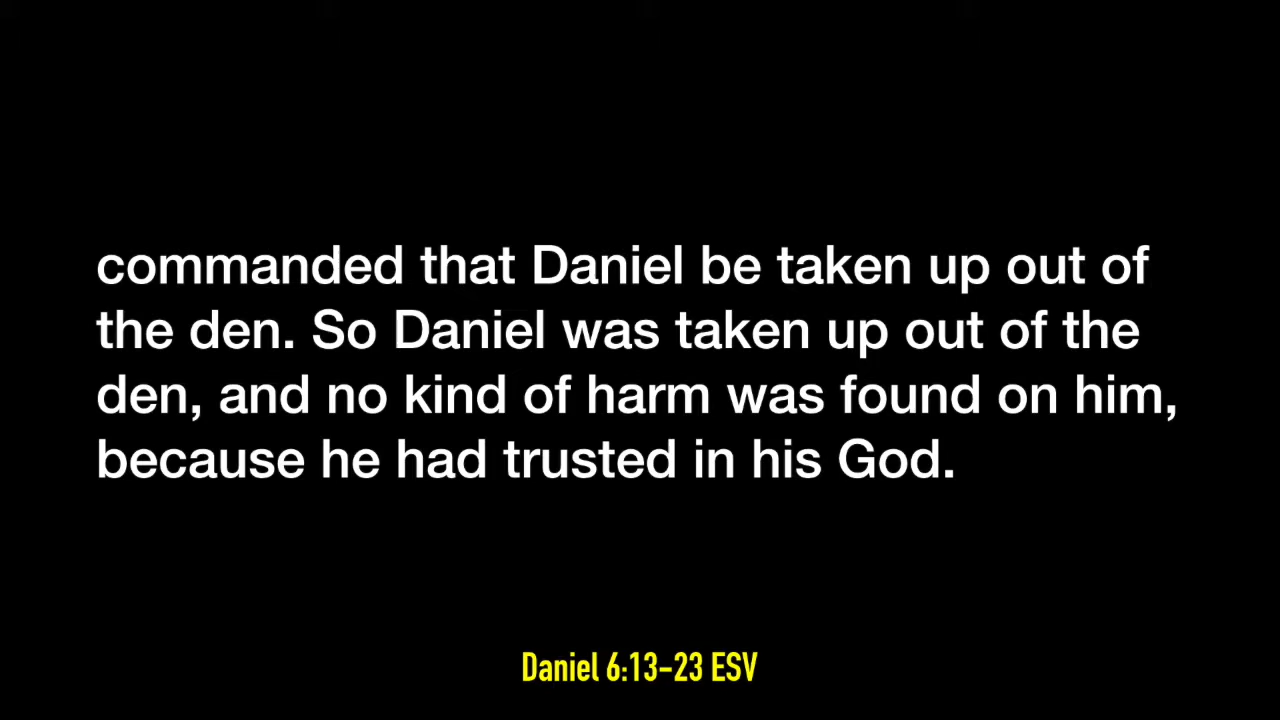 commanded that Daniel be taken up out of
the den. So Daniel was taken up out of the
den, and no kind of harm was found on him,
because he had trusted in his God.
Daniel 6:13–23 ESV